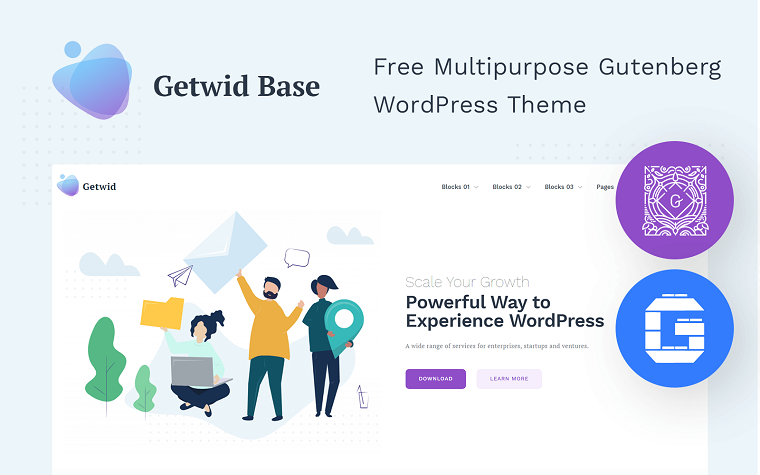 Getwid Base
Free Multipurpose Gutenberg
WordPress Theme
Getwid
Blocks 01
Blocks 02
Blocks 03
Pages
G
Scale Your Growth
Powerful Way to
Experience WordPress
A wide range of services for enterprises, startups and ventures.
DOWNLOAD
LEARN MORE
G